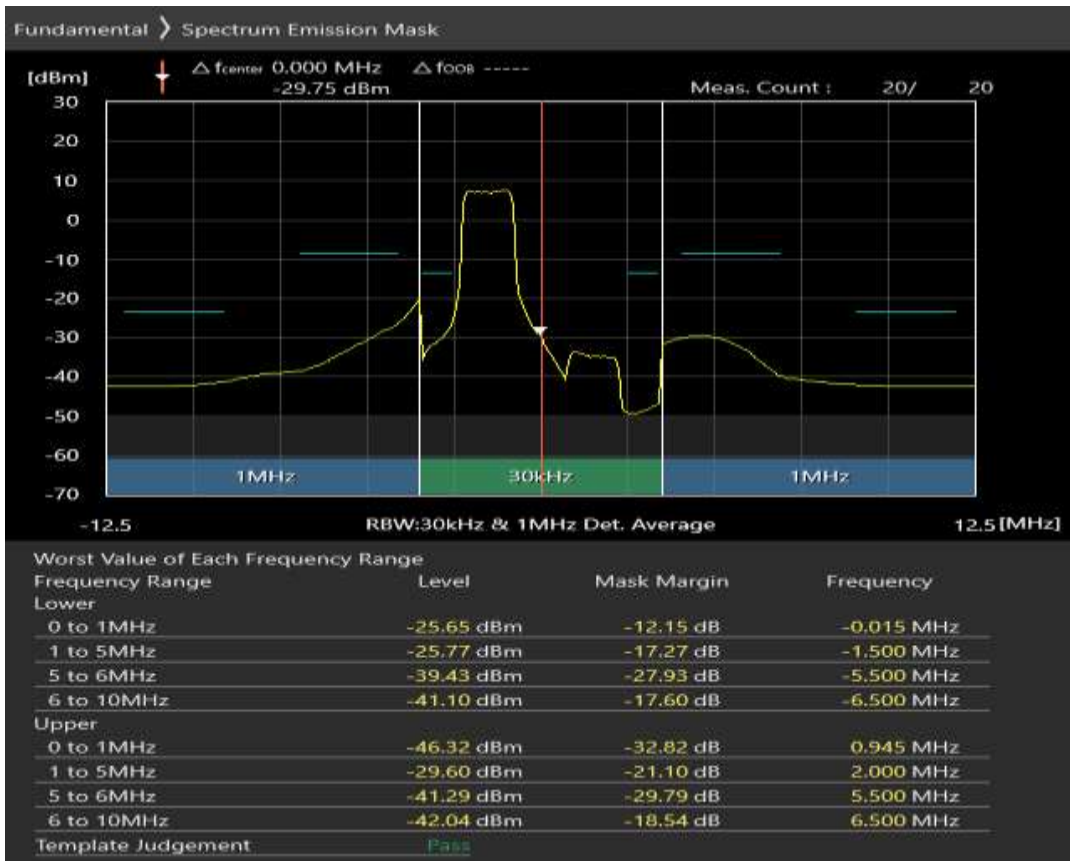 Fundamental ❭ Spectrum Emission Mask
[dBm] △ fcenter 0.000 MHz △ fOOB -----
-29.75 dBm Meas. Count : 20/ 20
30
20
10
0
-10
-20
-30
-40
-50
-60
1MHz 30kHz 1MHz
-70
-12.5 RBW:30kHz & 1MHz Det. Average 12.5 [MHz]
Worst Value of Each Frequency Range
Frequency Range Level Mask Margin Frequency
Lower
0 to 1MHz -25.65 dBm -12.15 dB -0.015 MHz
1 to 5MHz -25.77 dBm -17.27 dB -1.500 MHz
5 to 6MHz -39.43 dBm -27.93 dB -5.500 MHz
6 to 10MHz -41.10 dBm -17.60 dB -6.500 MHz
Upper
0 to 1MHz -46.32 dBm -32.82 dB 0.945 MHz
1 to 5MHz -29.60 dBm -21.10 dB 2.000 MHz
5 to 6MHz -41.29 dBm -29.79 dB 5.500 MHz
6 to 10MHz -42.04 dBm -18.54 dB 6.500 MHz
Template Judgement Pass